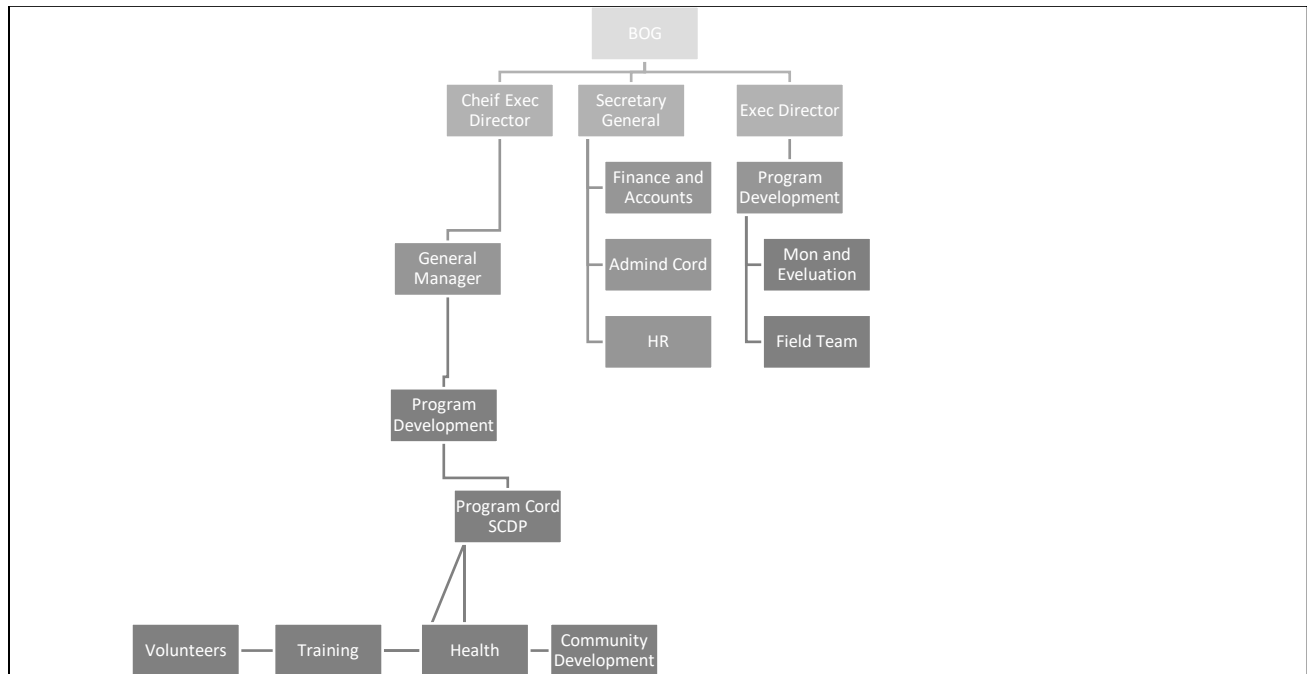 BOG
Cheif Exec
Director
Secretary
General
Exec Director
Finance and
Accounts
Program
Development
General
Manager
Admind Cord
Mon and
Eveluation
HR
Field Team
Program
Development
Program Cord
SCDP
Volunteers
Training
Health
Community
Development